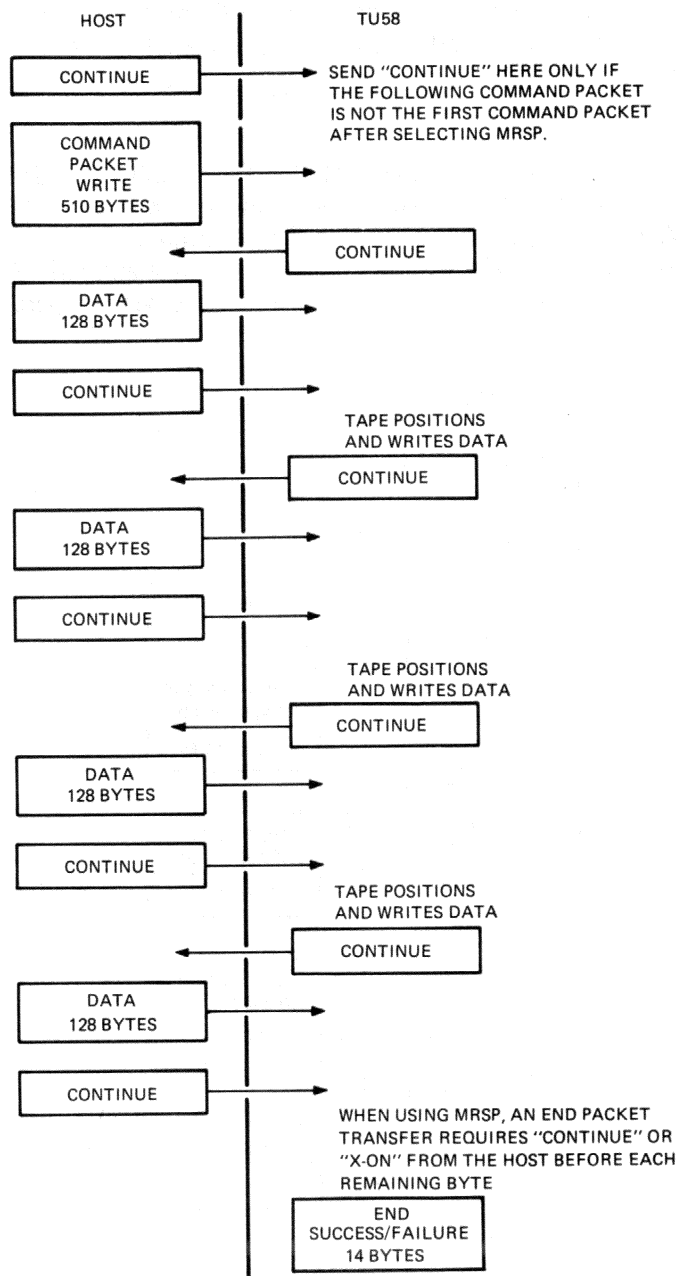 HOST
TU58
CONTINUE
SEND "CONTINUE" HERE ONLY IF
THE FOLLOWING COMMAND PACKET
IS NOT THE FIRST COMMAND PACKET
AFTER SELECTING MRSP.
COMMAND
PACKET
WRITE
510 BYTES
CONTINUE
DATA
128 BYTES
CONTINUE
TAPE POSITIONS
AND WRITES DATA
CONTINUE
DATA
128 BYTES
CONTINUE
TAPE POSITIONS
AND WRITES DATA
CONTINUE
DATA
128 BYTES
CONTINUE
TAPE POSITIONS
AND WRITES DATA
CONTINUE
DATA
128 BYTES
CONTINUE
WHEN USING MRSP, AN END PACKET
TRANSFER REQUIRES "CONTINUE" OR
"X-ON" FROM THE HOST BEFORE EACH
REMAINING BYTE
END
SUCCESS/FAILURE
14 BYTES